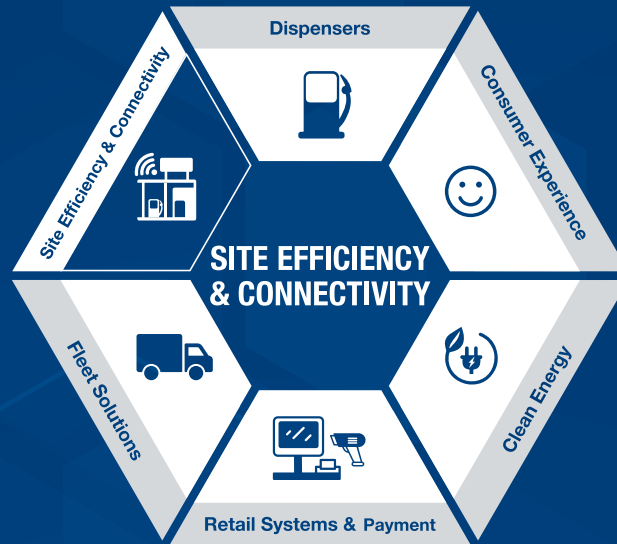 Dispensers
Site Efficiency & Connectivity
Consumer Experience
SITE EFFICIENCY
& CONNECTIVITY
Fleet Solutions
Clean Energy
Retail Systems & Payment